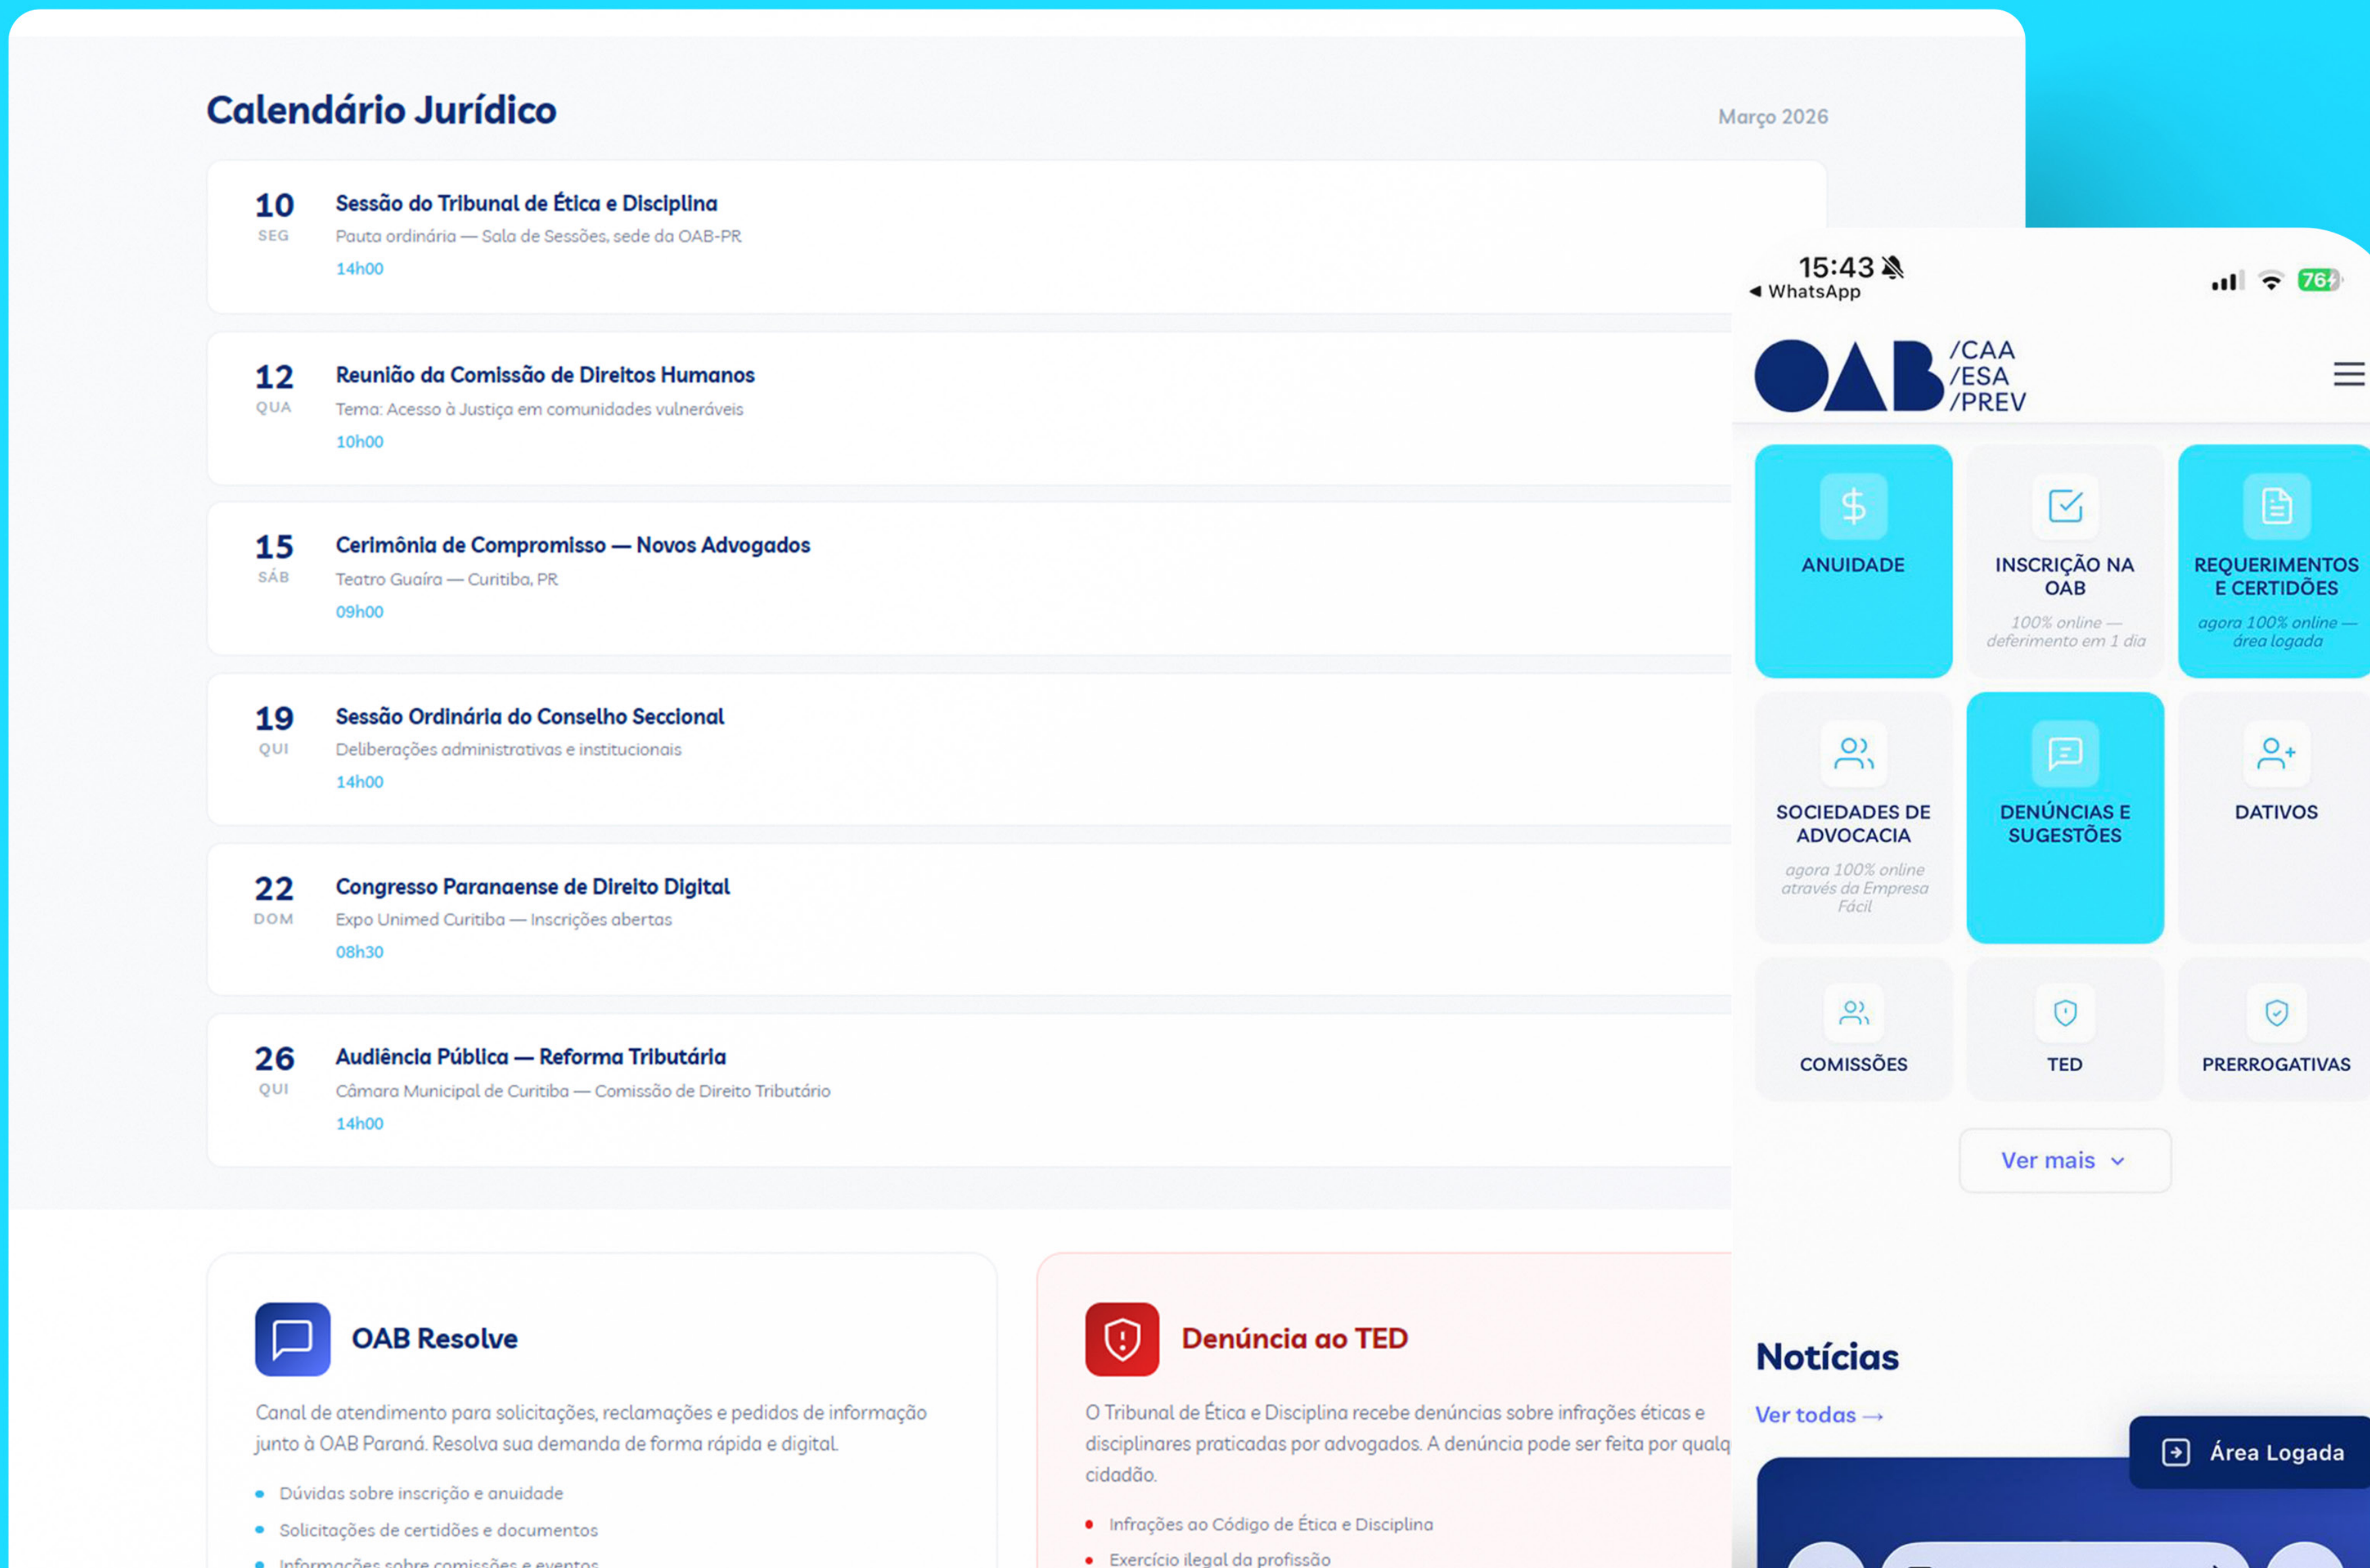 Calendário Jurídico
Março 2026
10
SEG
Sessão do Tribunal de Ética e Disciplina
Pauta ordinária — Sala de Sessões, sede da OAB-PR
14h00
12
QUA
Reunião da Comissão de Direitos Humanos
Tema: Acesso à Justiça em comunidades vulneráveis
10h00
15
SÁB
Cerimônia de Compromisso — Novos Advogados
Teatro Guaíra — Curitiba, PR
09h00
19
QUI
Sessão Ordinária do Conselho Seccional
Deliberações administrativas e institucionais
14h00
22
DOM
Congresso Paranaense de Direito Digital
Expo Unimed Curitiba — Inscrições abertas
08h30
26
QUI
Audiência Pública — Reforma Tributária
Câmara Municipal de Curitiba — Comissão de Direito Tributário
14h00
OAB Resolve
Canal de atendimento para solicitações, reclamações e pedidos de informação
junto à OAB Paraná. Resolva sua demanda de forma rápida e digital.
Dúvidas sobre inscrição e anuidade
Solicitações de certidões e documentos
Informações sobre comissões e eventos
Denúncia ao TED
O Tribunal de Ética e Disciplina recebe denúncias sobre infrações éticas e
disciplinares praticadas por advogados. A denúncia pode ser feita por qualq
cidadão.
Infrações ao Código de Ética e Disciplina
Exercício ilegal da profissão
15:43
76
◀ WhatsApp
OAB
/CAA
/ESA
/PREV
ANUIDADE
INSCRIÇÃO NA
OAB
100% online —
deferimento em 1 dia
REQUERIMENTOS
E CERTIDÕES
agora 100% online —
área logada
SOCIEDADES DE
ADVOCACIA
agora 100% online
através da Empresa
Fácil
DENÚNCIAS E
SUGESTÕES
DATIVOS
COMISSÕES
TED
PRERROGATIVAS
Ver mais
Notícias
Ver todas →
Área Logada